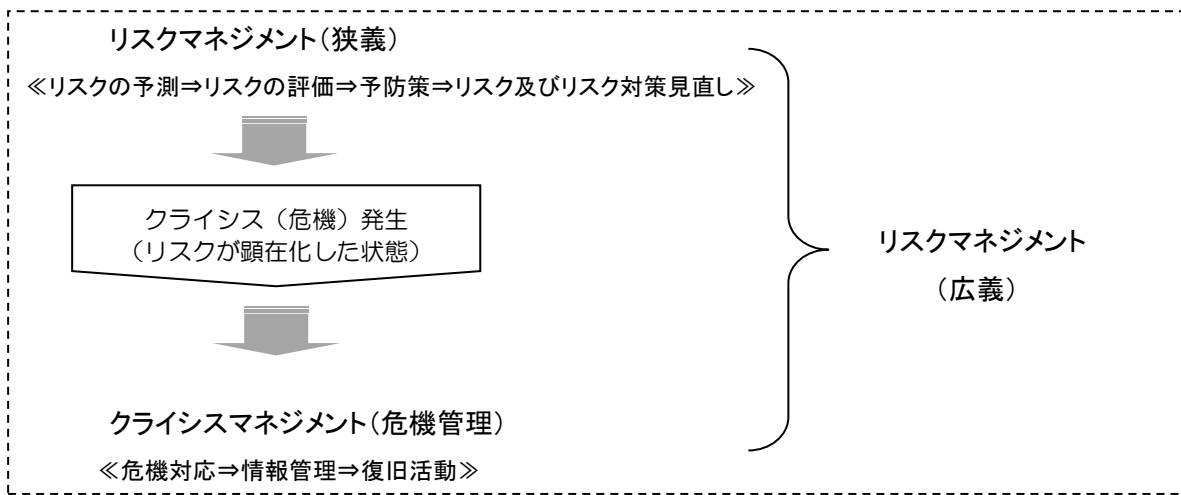 リスクマネジメント（狭義）
≪リスクの予測⇒リスクの評価⇒予防策⇒リスク及びリスク対策見直し≫
クライシス（危機）発生
（リスクが顕在化した状態）
リスクマネジメント
（広義）
クライシスマネジメント（危機管理）
≪危機対応⇒情報管理⇒復旧活動≫